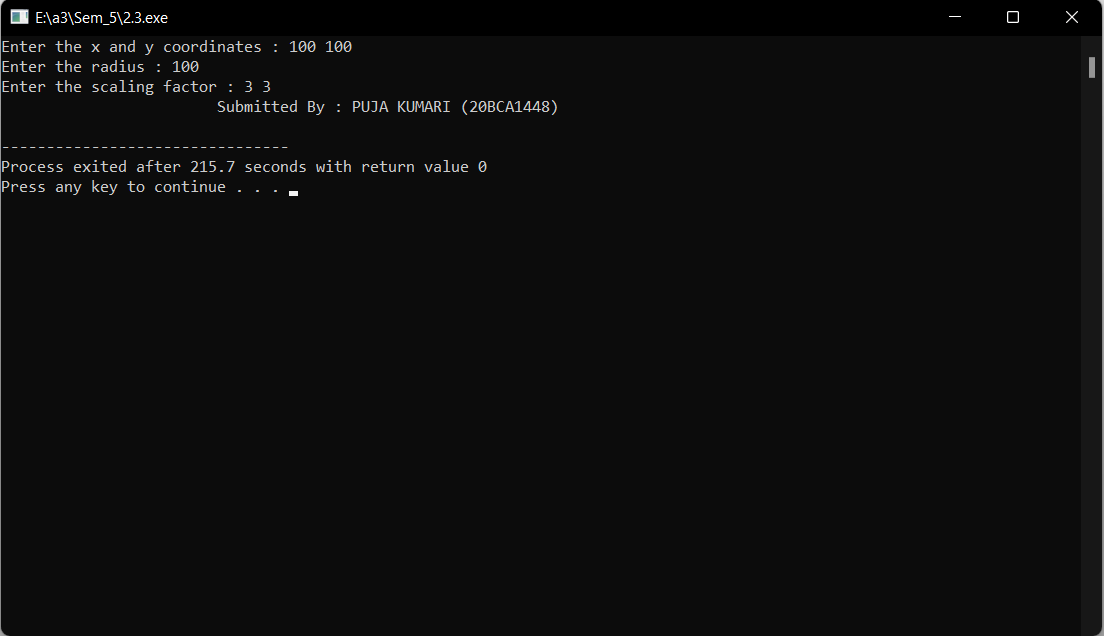 E:\a3\Sem_5\2.3.exe
Enter the x and y coordinates : 100 100
Enter the radius : 100
Enter the scaling factor : 3 3
Submitted By : PUJA KUMARI (20BCA1448)
--------------------------------
Process exited after 215.7 seconds with return value 0
Press any key to continue . . .